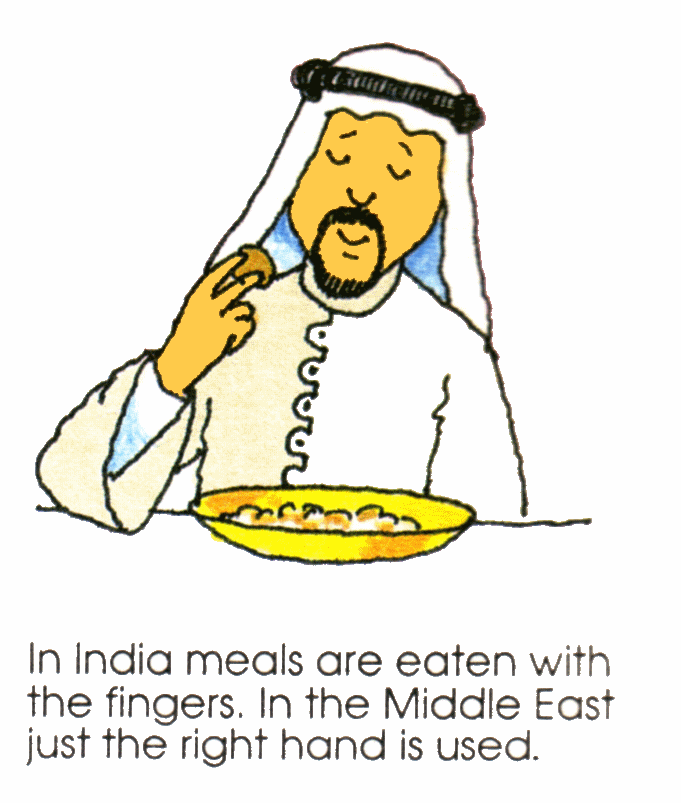 In India meals are eaten with
the fingers. In the Middle East
just the right hand is used.